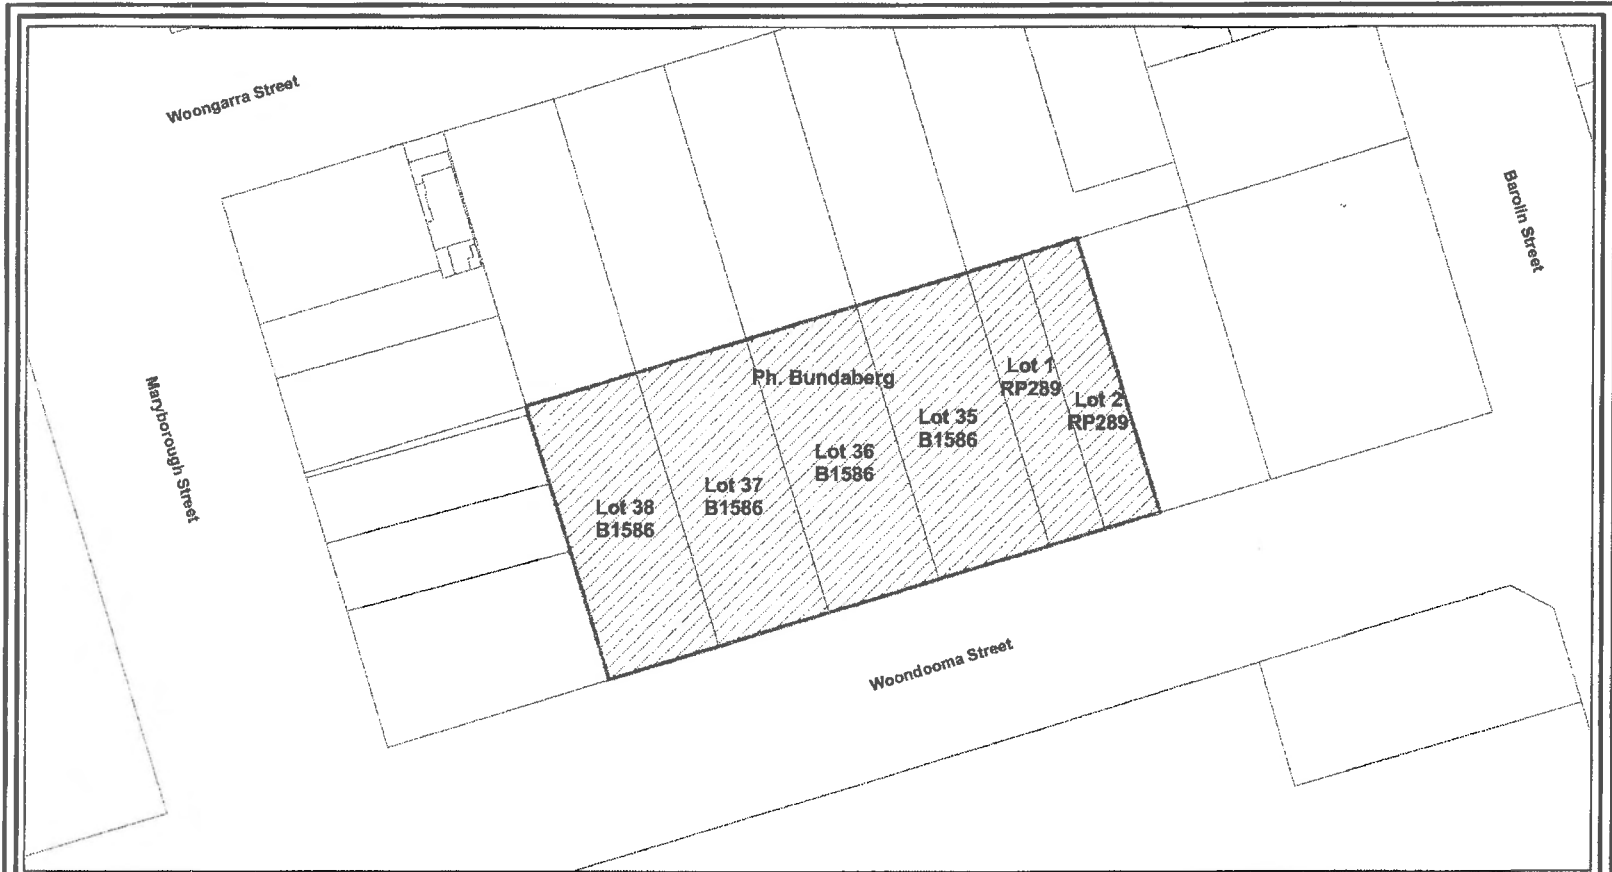 Woongarra Street
Barolin Street
Maryborough Street
Ph. Bundaberg
Lot 1
RP289
Lot 2
RP289
Lot 35
B1586
Lot 36
B1586
Lot 37
B1586
Lot 38
B1586
Woondooma Street